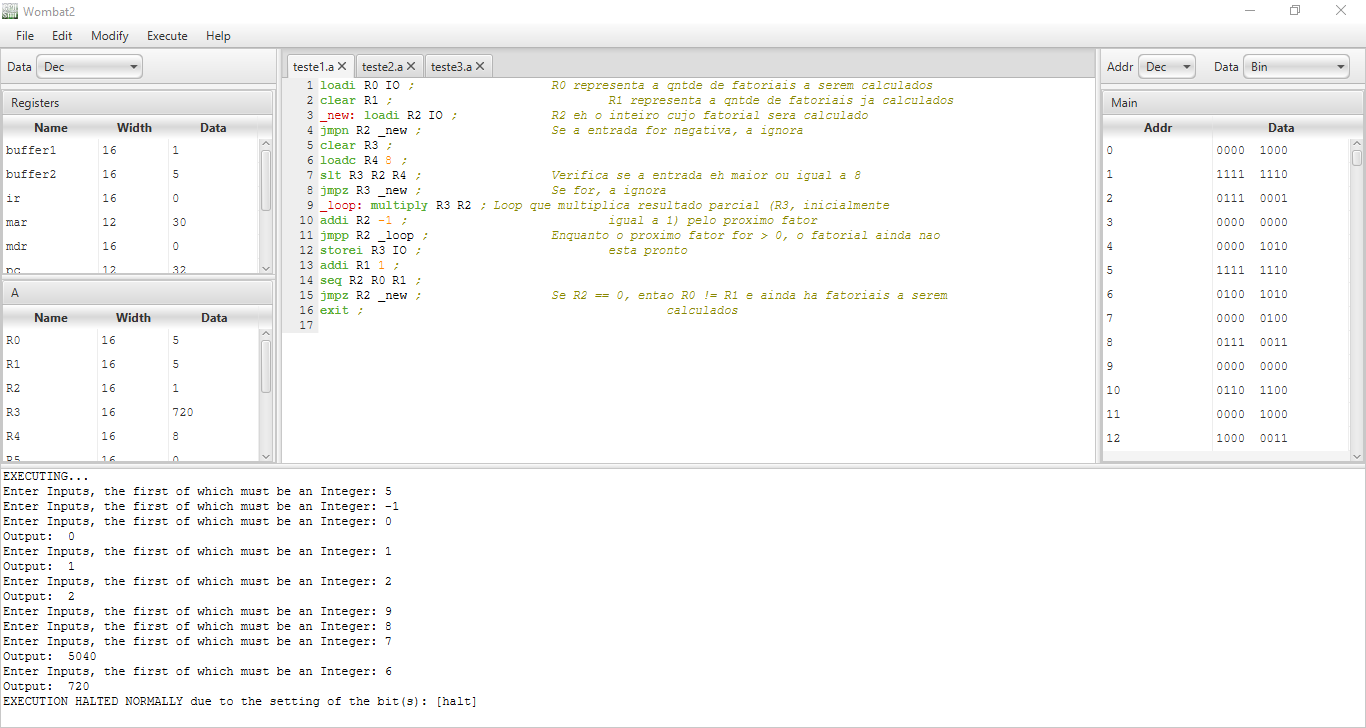 Wombat2
File Edit Modify Execute Help
Data Dec
Registers
Name Width Data
buffer1 16 1
buffer2 16 5
ir 16 0
mar 12 30
mdr 16 0
pc 12 32
A
Name Width Data
R0 16 5
R1 16 5
R2 16 1
R3 16 720
R4 16 8
R5 16 0
teste1.a teste2.a teste3.a
1 loadi R0 IO ; R0 representa a qntde de fatoriais a serem calculados
2 clear R1 ; R1 representa a qntde de fatoriais ja calculados
3 _new: loadi R2 IO ; R2 eh o inteiro cujo fatorial sera calculado
4 jmpn R2 _new ; Se a entrada for negativa, a ignora
5 clear R3 ;
6 loadc R4 8 ;
7 slt R3 R2 R4 ; Verifica se a entrada eh maior ou igual a 8
8 jmpz R3 _new ; Se for, a ignora
9 _loop: multiply R3 R2 ; Loop que multiplica resultado parcial (R3, inicialmente
10 addi R2 -1 ; igual a 1) pelo proximo fator
11 jmpp R2 _loop ; Enquanto o proximo fator for > 0, o fatorial ainda nao
12 storei R3 IO ; esta pronto
13 addi R1 1 ;
14 seq R2 R0 R1 ;
15 jmpz R2 _new ; Se R2 == 0, entao R0 != R1 e ainda ha fatoriais a serem
16 exit ; calculados
17
Addr Dec Data Bin
Main
Addr Data
0 0000 1000
1 1111 1110
2 0111 0001
3 0000 0000
4 0000 1010
5 1111 1110
6 0100 1010
7 0000 0100
8 0111 0011
9 0000 0000
10 0110 1100
11 0000 1000
12 1000 0011
EXECUTING...
Enter Inputs, the first of which must be an Integer: 5
Enter Inputs, the first of which must be an Integer: -1
Enter Inputs, the first of which must be an Integer: 0
Output: 0
Enter Inputs, the first of which must be an Integer: 1
Output: 1
Enter Inputs, the first of which must be an Integer: 2
Output: 2
Enter Inputs, the first of which must be an Integer: 9
Enter Inputs, the first of which must be an Integer: 8
Enter Inputs, the first of which must be an Integer: 7
Output: 5040
Enter Inputs, the first of which must be an Integer: 6
Output: 720
EXECUTION HALTED NORMALLY due to the setting of the bit(s): [halt]